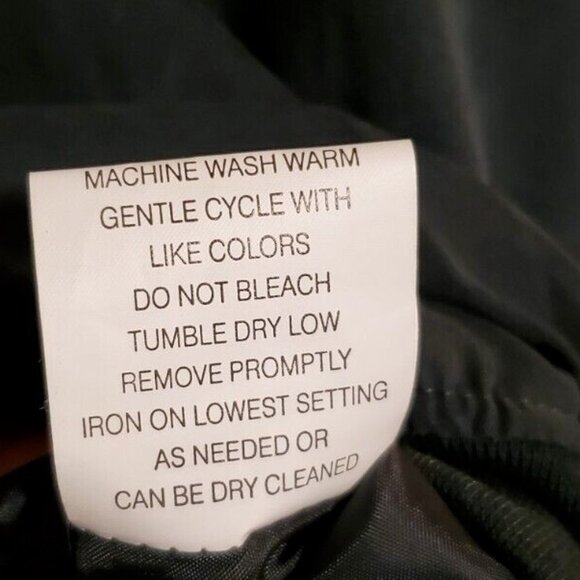 MACHINE WASH WARM
GENTLE CYCLE WITH
LIKE COLORS
DO NOT BLEACH
TUMBLE DRY LOW
REMOVE PROMPTLY
IRON ON LOWEST SETTING
AS NEEDED OR
CAN BE DRY CLEANED